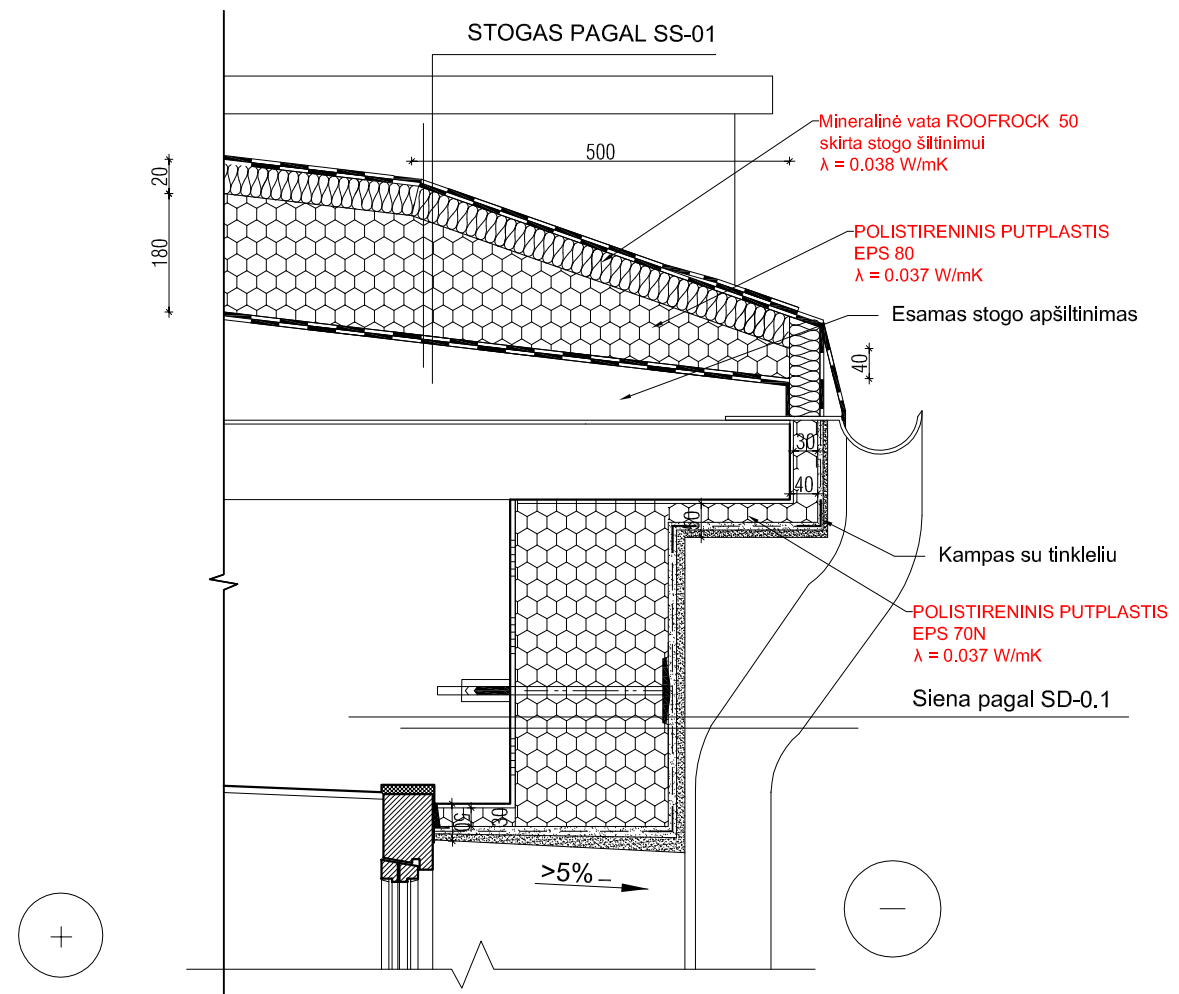 STOGAS PAGAL SS-01
Mineralinė vata ROOFROCK 50
skirta stogo šiltinimui
λ = 0.038 W/mK
500
20
180
POLISTIRENINIS PUTPLASTIS
EPS 80
λ = 0.037 W/mK
Esamas stogo apšiltinimas
40
30
40
Kampas su tinkleliu
POLISTIRENINIS PUTPLASTIS
EPS 70N
λ = 0.037 W/mK
Siena pagal SD-0.1
50
30
>5%
+
−